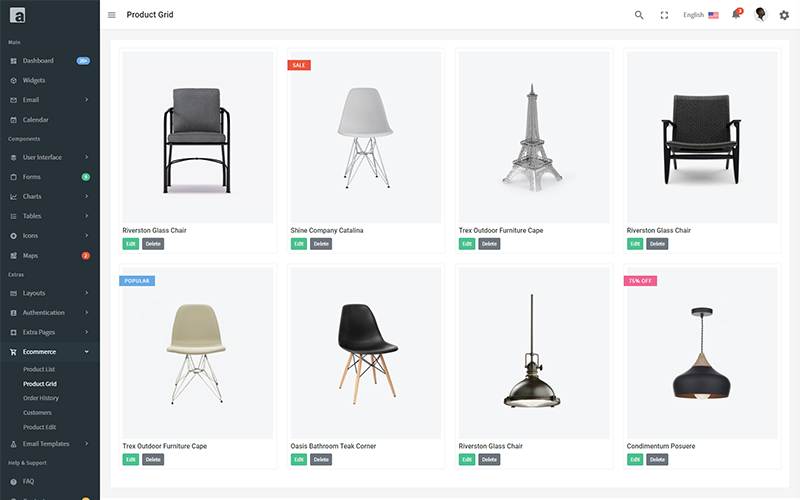 a
Product Grid
English
3
Main
Dashboard
20+
Widgets
Email
Calendar
Components
User Interface
Forms
Charts
Tables
Icons
Maps
2
Extras
Layouts
Authentication
Extra Pages
Ecommerce
Product List
Product Grid
Order History
Customers
Product Edit
Email Templates
Help & Support
FAQ
SALE
Riverston Glass Chair
Edit Delete
Shine Company Catalina
Edit Delete
Trex Outdoor Furniture Cape
Edit Delete
Riverston Glass Chair
Edit Delete
POPULAR
75% OFF
Trex Outdoor Furniture Cape
Edit Delete
Oasis Bathroom Teak Corner
Edit Delete
Riverston Glass Chair
Edit Delete
Condimentum Posuere
Edit Delete